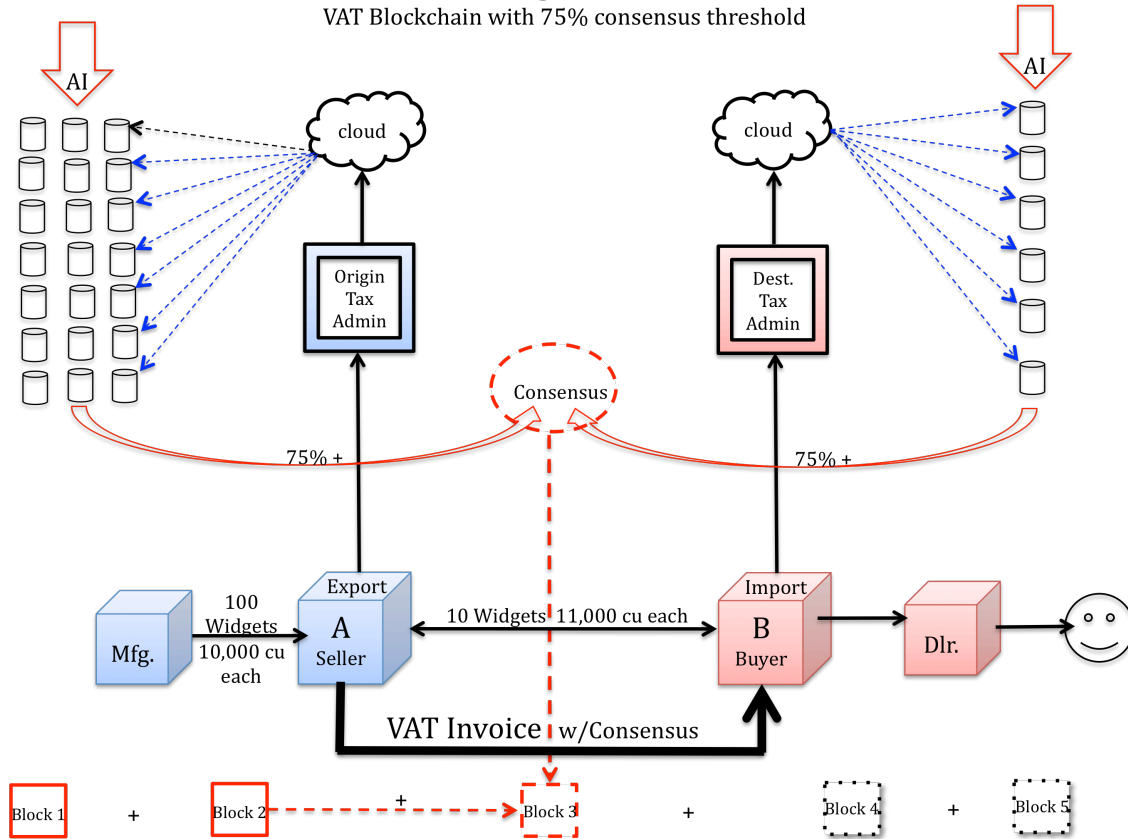 VAT Blockchain with 75% consensus threshold
AI
AI
cloud
cloud
Origin
Tax
Admin
Dest.
Tax
Admin
Consensus
75% +
75% +
Export
Import
100
Widgets
10,000 cu
each
Mfg.
A
Seller
10 Widgets 11,000 cu each
B
Buyer
Dlr.
VAT Invoice w/Consensus
Block 1
+
Block 2
+
Block 3
+
Block 4
+
Block 5